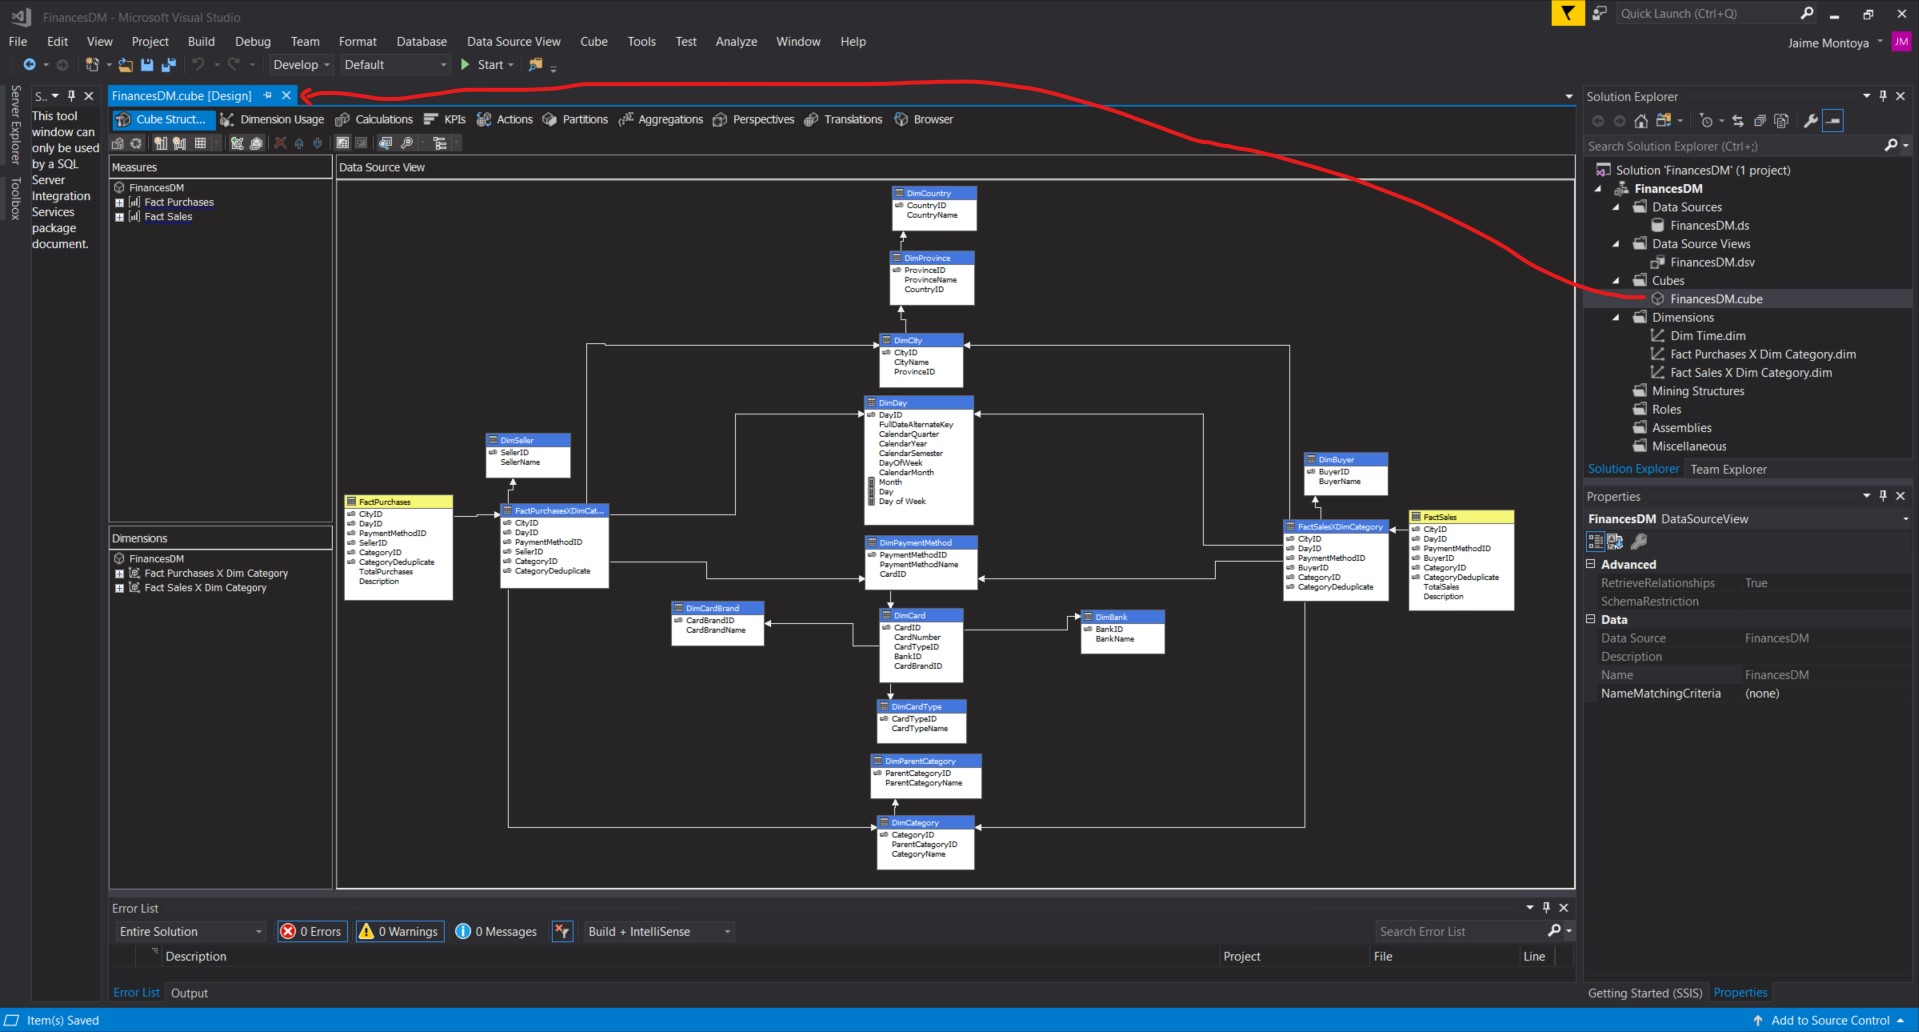 FinancesDM - Microsoft Visual Studio
Quick Launch (Ctrl+Q)
File Edit View Project Build Debug Team Format Database Data Source View Cube Tools Test Analyze Window Help
Jaime Montoya JM
Develop Default Start
Server Explorer
Toolbox
S..
This tool
window can
only be used
by a SQL
Server
Integration
Services
package
document.
FinancesDM.cube [Design]
Cube Struct... Dimension Usage Calculations KPIs Actions Partitions Aggregations Perspectives Translations Browser
Measures
FinancesDM
Fact Purchases
Fact Sales
Dimensions
FinancesDM
Fact Purchases X Dim Category
Fact Sales X Dim Category
Data Source View
DimCountry
CountryID
CountryName
DimProvince
ProvinceID
ProvinceName
CountryID
DimCity
CityID
CityName
ProvinceID
DimDay
DayID
FullDateAlternateKey
CalendarQuarter
CalendarYear
CalendarSemester
DayOfWeek
CalendarMonth
Month
Day
Day of Week
DimSeller
SellerID
SellerName
DimBuyer
BuyerID
BuyerName
FactPurchases
CityID
DayID
PaymentMethodID
SellerID
CategoryID
CategoryDeduplicate
TotalPurchases
Description
FactPurchasesXDimCat...
CityID
DayID
PaymentMethodID
SellerID
CategoryID
CategoryDeduplicate
FactSalesXDimCategory
CityID
DayID
PaymentMethodID
BuyerID
CategoryID
CategoryDeduplicate
FactSales
CityID
DayID
PaymentMethodID
BuyerID
CategoryID
CategoryDeduplicate
TotalSales
Description
DimPaymentMethod
PaymentMethodID
PaymentMethodName
CardID
DimCardBrand
CardBrandID
CardBrandName
DimCard
CardID
CardNumber
CardTypeID
BankID
CardBrandID
DimBank
BankID
BankName
DimCardType
CardTypeID
CardTypeName
DimParentCategory
ParentCategoryID
ParentCategoryName
DimCategory
CategoryID
ParentCategoryID
CategoryName
Solution Explorer
Search Solution Explorer (Ctrl+;)
Solution 'FinancesDM' (1 project)
FinancesDM
Data Sources
FinancesDM.ds
Data Source Views
FinancesDM.dsv
Cubes
FinancesDM.cube
Dimensions
Dim Time.dim
Fact Purchases X Dim Category.dim
Fact Sales X Dim Category.dim
Mining Structures
Roles
Assemblies
Miscellaneous
Solution Explorer Team Explorer
Properties
FinancesDM DataSourceView
Advanced
RetrieveRelationships True
SchemaRestriction
Data
Data Source FinancesDM
Description
Name FinancesDM
NameMatchingCriteria (none)
Getting Started (SSIS) Properties
Error List
Entire Solution 0 Errors 0 Warnings 0 Messages Build + IntelliSense Search Error List
Description Project File Line
Error List Output
Item(s) Saved
Add to Source Control